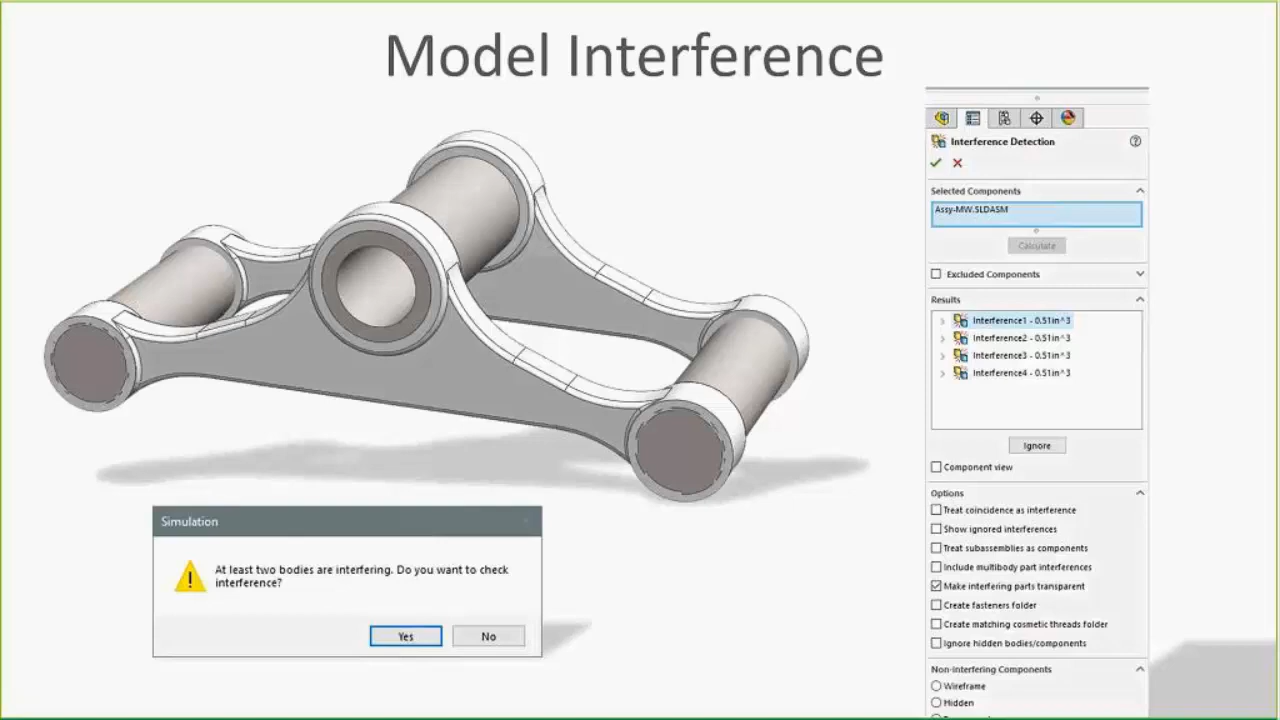 Model Interference
Interference Detection
Selected Components
Assy-MW.SLDASM
Calculate
Excluded Components
Results
Interference1 - 0.51in^3
Interference2 - 0.51in^3
Interference3 - 0.51in^3
Interference4 - 0.51in^3
Ignore
Component view
Options
Treat coincidence as interference
Show ignored interferences
Treat subassemblies as components
Include multibody part interferences
Make interfering parts transparent
Create fasteners folder
Create matching cosmetic threads folder
Ignore hidden bodies/components
Non-interfering Components
Wireframe
Hidden
Simulation
At least two bodies are interfering. Do you want to check
interference?
Yes No